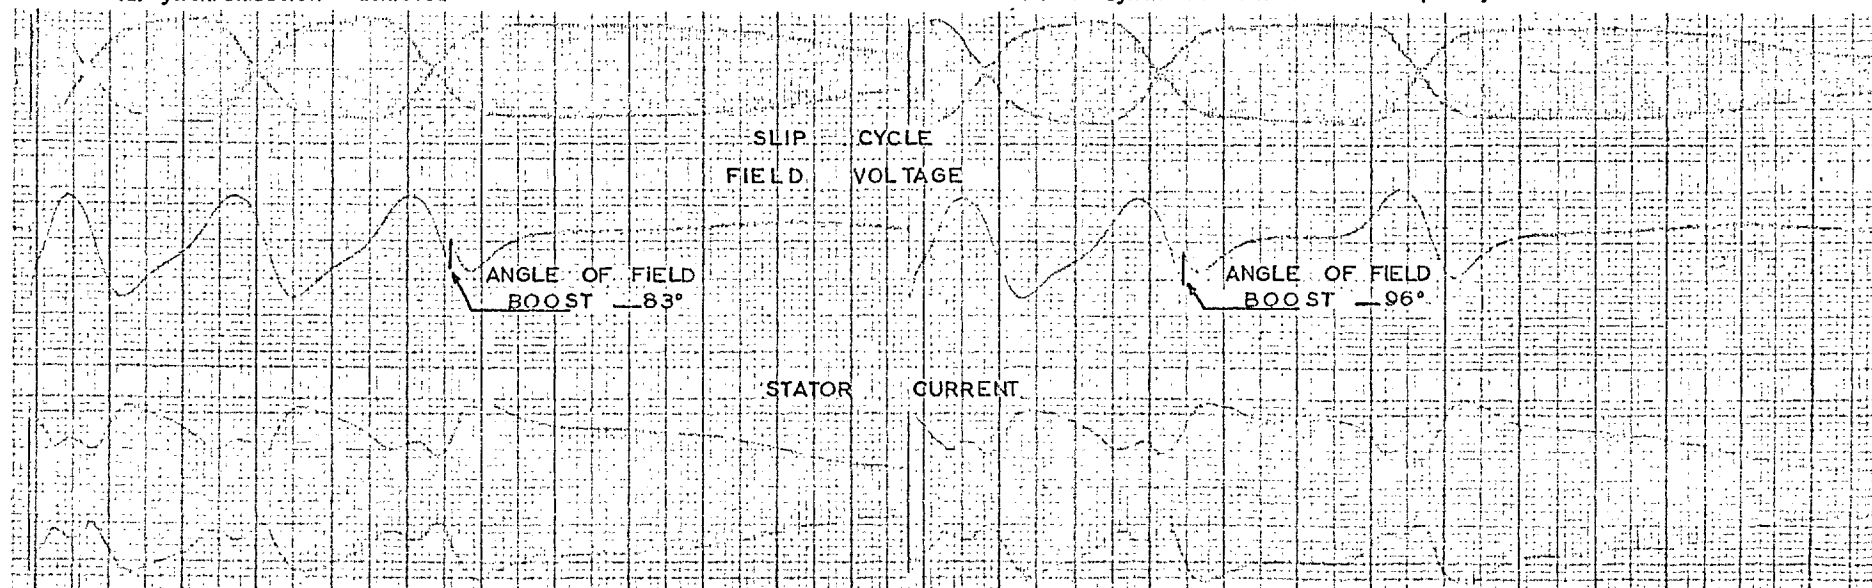 SLIP CYCLE
FIELD VOLTAGE
ANGLE OF FIELD
BOOST — 83°
ANGLE OF FIELD
BOOST — 96°
STATOR CURRENT